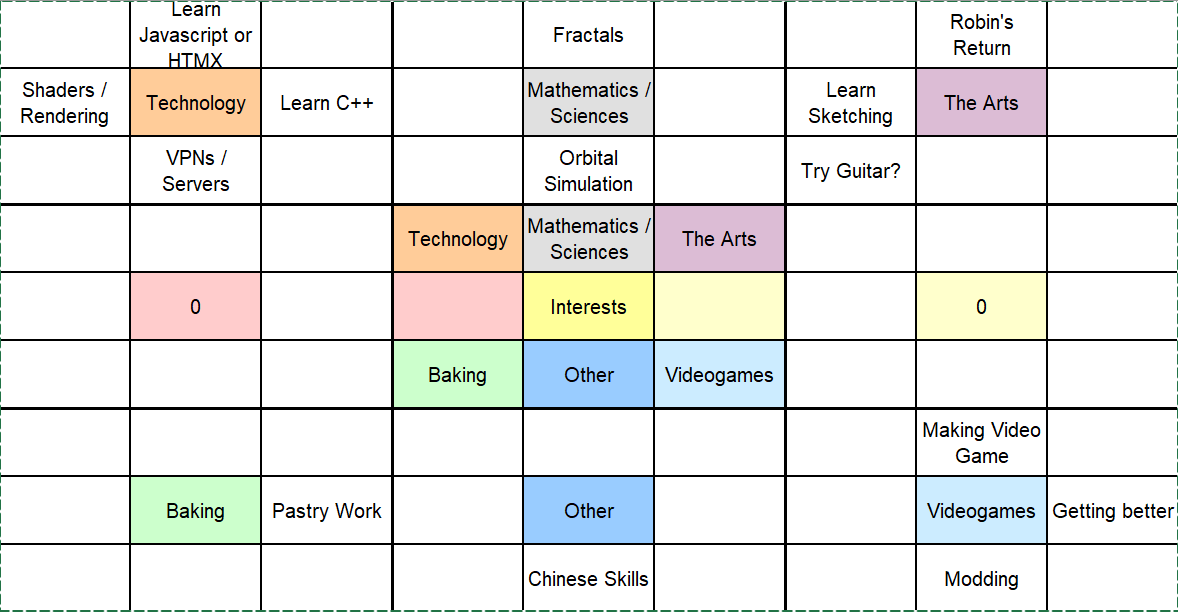 Learn
Javascript or
HTMX
Fractals
Robin's
Return
Shaders /
Rendering
Technology
Learn C++
Mathematics /
Sciences
Learn
Sketching
The Arts
VPNs /
Servers
Orbital
Simulation
Try Guitar?
Technology
Mathematics /
Sciences
The Arts
0
Interests
0
Baking
Other
Videogames
Making Video
Game
Baking
Pastry Work
Other
Videogames
Getting better
Chinese Skills
Modding